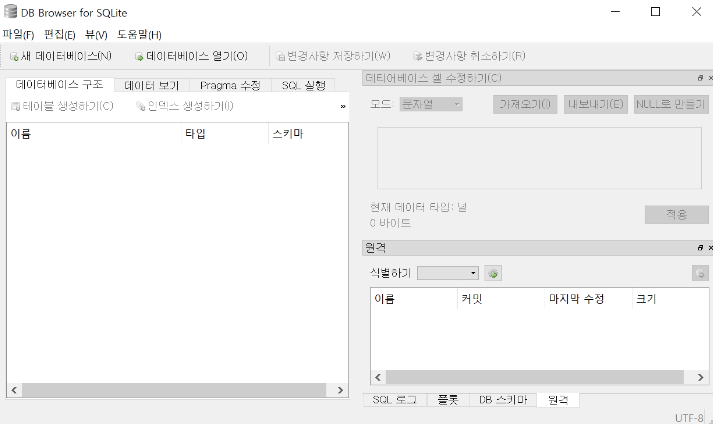 DB Browser for SQLite
파일(F) 편집(E) 뷰(V) 도움말(H)
새 데이터베이스(N) 데이터베이스 열기(O) 변경사항 저장하기(W) 변경사항 취소하기(R)
데이터베이스 구조 데이터 보기 Pragma 수정 SQL 실행
테이블 생성하기(C) 인덱스 생성하기(I) »
이름 타입 스키마
데티어베이스 셀 수정하기(C)
모드: 문자열 가져오기(I) 내보내기(E) NULL로 만들기
현재 데이터 타입: 널
0 바이트
적용
원격
식별하기
이름 커밋 마지막 수정 크기
SQL 로그 플롯 DB 스키마 원격
UTF-8